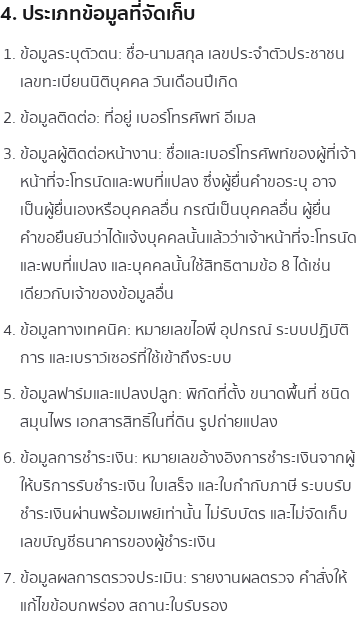 4. ประเภทข้อมูลที่จัดเก็บ
1. ข้อมูลระบุตัวตน: ชื่อ-นามสกุล เลขประจำตัวประชาชน
เลขทะเบียนนิติบุคคล วันเดือนปีเกิด
2. ข้อมูลติดต่อ: ที่อยู่ เบอร์โทรศัพท์ อีเมล
3. ข้อมูลผู้ติดต่อหน้างาน: ชื่อและเบอร์โทรศัพท์ของผู้ที่เจ้า
หน้าที่จะโทรนัดและพบที่แปลง ซึ่งผู้ยื่นคำขอระบุ อาจ
เป็นผู้ยื่นเองหรือบุคคลอื่น กรณีเป็นบุคคลอื่น ผู้ยื่น
คำขอยืนยันว่าได้แจ้งบุคคลนั้นแล้วว่าเจ้าหน้าที่จะโทรนัด
และพบที่แปลง และบุคคลนั้นใช้สิทธิตามข้อ 8 ได้เช่น
เดียวกับเจ้าของข้อมูลอื่น
4. ข้อมูลทางเทคนิค: หมายเลขไอพี อุปกรณ์ ระบบปฏิบัติ
การ และเบราว์เซอร์ที่ใช้เข้าถึงระบบ
5. ข้อมูลฟาร์มและแปลงปลูก: พิกัดที่ตั้ง ขนาดพื้นที่ ชนิด
สมุนไพร เอกสารสิทธิ์ในที่ดิน รูปถ่ายแปลง
6. ข้อมูลการชำระเงิน: หมายเลขอ้างอิงการชำระเงินจากผู้
ให้บริการรับชำระเงิน ใบเสร็จ และใบกำกับภาษี ระบบรับ
ชำระเงินผ่านพร้อมเพย์เท่านั้น ไม่รับบัตร และไม่จัดเก็บ
เลขบัญชีธนาคารของผู้ชำระเงิน
7. ข้อมูลผลการตรวจประเมิน: รายงานผลตรวจ คำสั่งให้
แก้ไขข้อบกพร่อง สถานะใบรับรอง